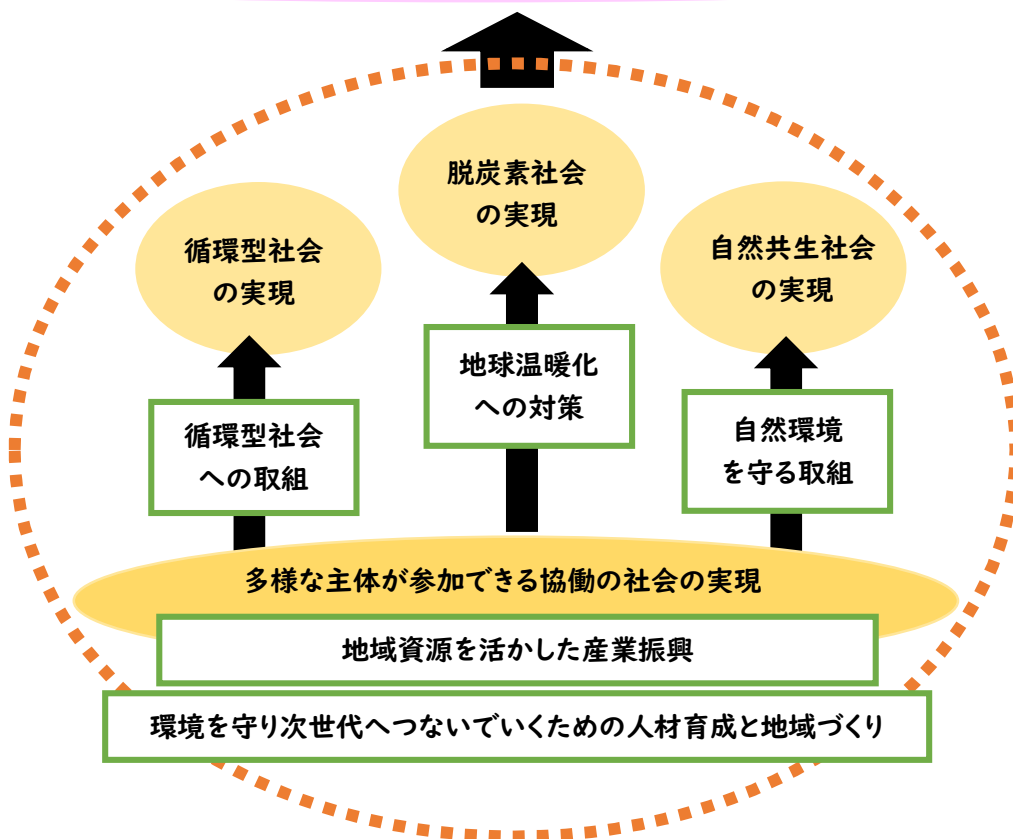 脱炭素社会
の実現
循環型社会
の実現
自然共生社会
の実現
地球温暖化
への対策
循環型社会
への取組
自然環境
を守る取組
多様な主体が参加できる協働の社会の実現
地域資源を活かした産業振興
環境を守り次世代へつないでいくための人材育成と地域づくり